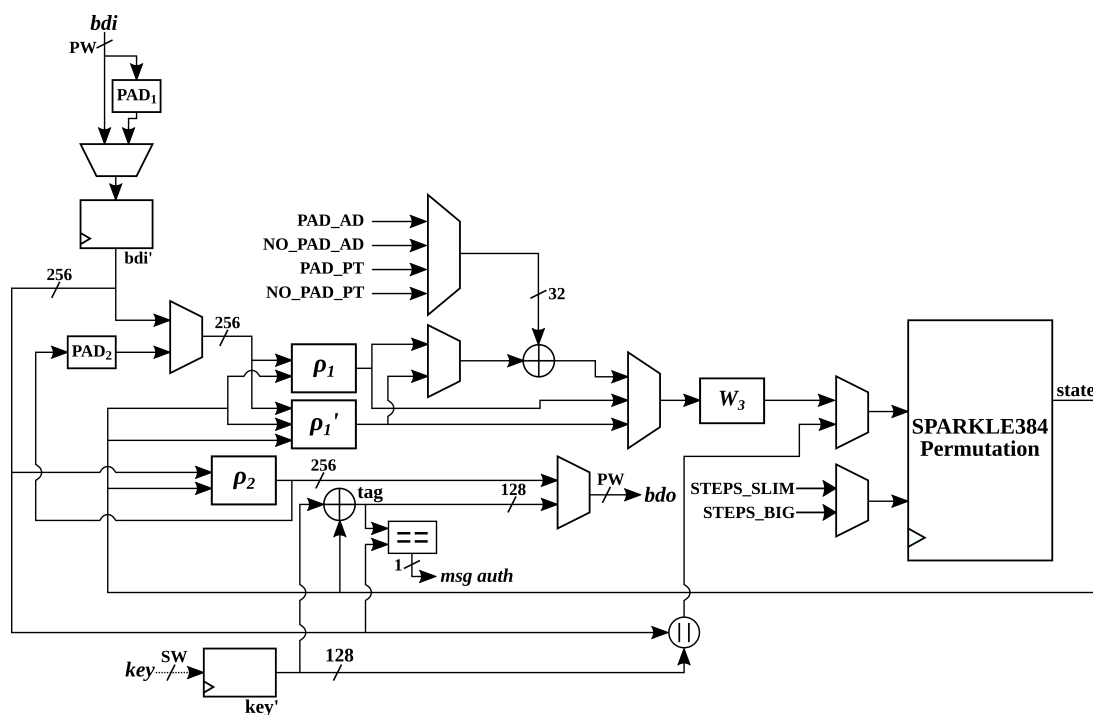 bdi
PW
PAD1
bdi'
256
PAD_AD
NO_PAD_AD
PAD_PT
NO_PAD_PT
32
256
PAD2
ρ1
ρ1'
W3
state
SPARKLE384
Permutation
ρ2
256
tag
128
PW
bdo
STEPS_SLIM
STEPS_BIG
==
1
msg auth
||
key
SW
128
key'